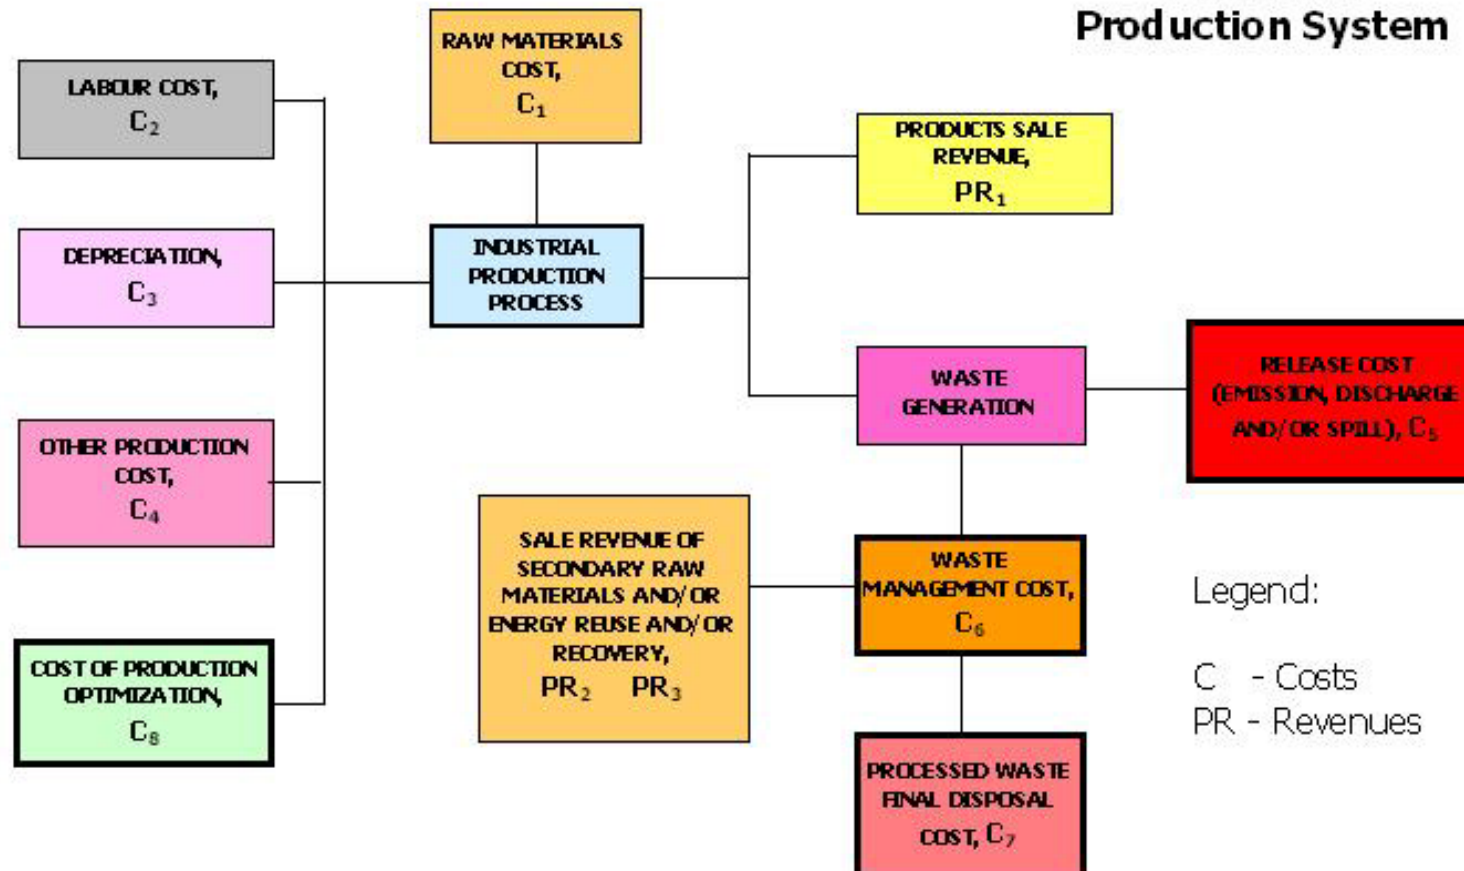 Production System
RAW MATERIALS
COST,
C₁
LABOUR COST,
C₂
PRODUCTS SALE
REVENUE,
PR₁
DEPRECIATION,
C₃
INDUSTRIAL
PRODUCTION
PROCESS
WASTE
GENERATION
RELEASE COST
(EMISSION, DISCHARGE
AND/OR SPILL), C₅
OTHER PRODUCTION
COST,
C₄
SALE REVENUE OF
SECONDARY RAW
MATERIALS AND/OR
ENERGY REUSE AND/OR
RECOVERY,
PR₂ PR₃
WASTE
MANAGEMENT COST,
C₆
Legend:
C - Costs
PR - Revenues
COST OF PRODUCTION
OPTIMIZATION,
C₈
PROCESSED WASTE
FINAL DISPOSAL
COST, C₇